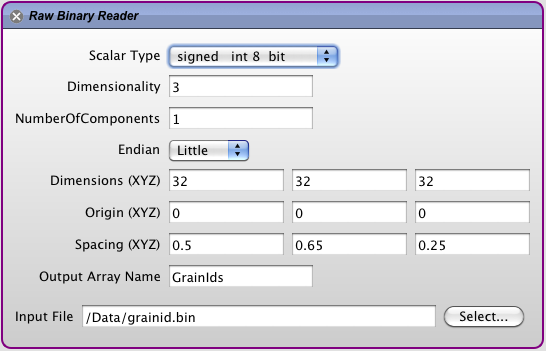 Raw Binary Reader
Scalar Type signed int 8 bit
Dimensionality 3
NumberOfComponents 1
Endian Little
Dimensions (XYZ) 32 32 32
Origin (XYZ) 0 0 0
Spacing (XYZ) 0.5 0.65 0.25
Output Array Name GrainIds
Input File /Data/grainid.bin Select...